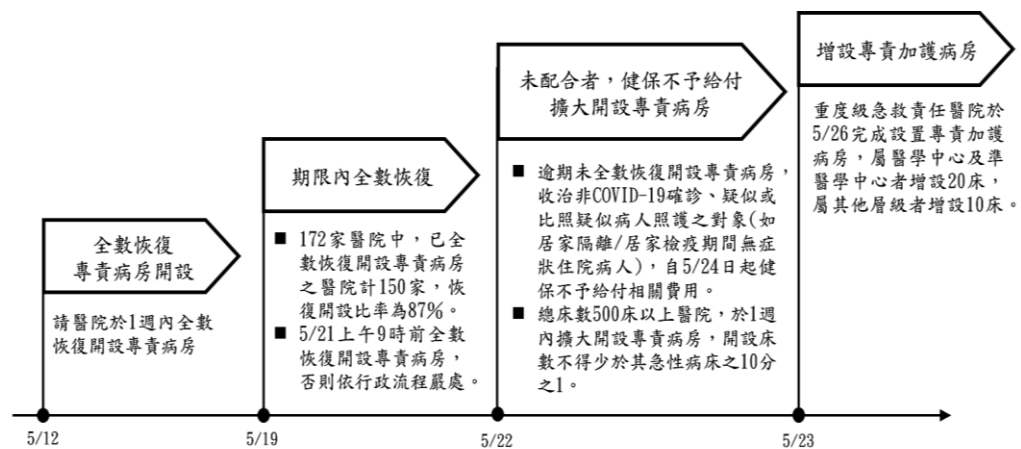 全數恢復
專責病房開設
請醫院於1週內全數
恢復開設專責病房
5/12
期限內全數恢復
■ 172家醫院中，已全
數恢復開設專責病房
之醫院計150家，恢
復開設比率為87%。
■ 5/21上午9時前全數
恢復開設專責病房，
否則依行政流程嚴處。
5/19
未配合者，健保不予給付
擴大開設專責病房
■ 逾期未全數恢復開設專責病房，
收治非COVID-19確診、疑似或
比照疑似病人照護之對象(如
居家隔離/居家檢疫期間無症
狀住院病人)，自5/24日起健
保不予給付相關費用。
■ 總床數500床以上醫院，於1週
內擴大開設專責病房，開設床
數不得少於其急性病床之10分
之1。
5/22
增設專責加護病房
重度級急救責任醫院於
5/26完成設置專責加護
病房，屬醫學中心及準
醫學中心者增設20床，
屬其他層級者增設10床。
5/23